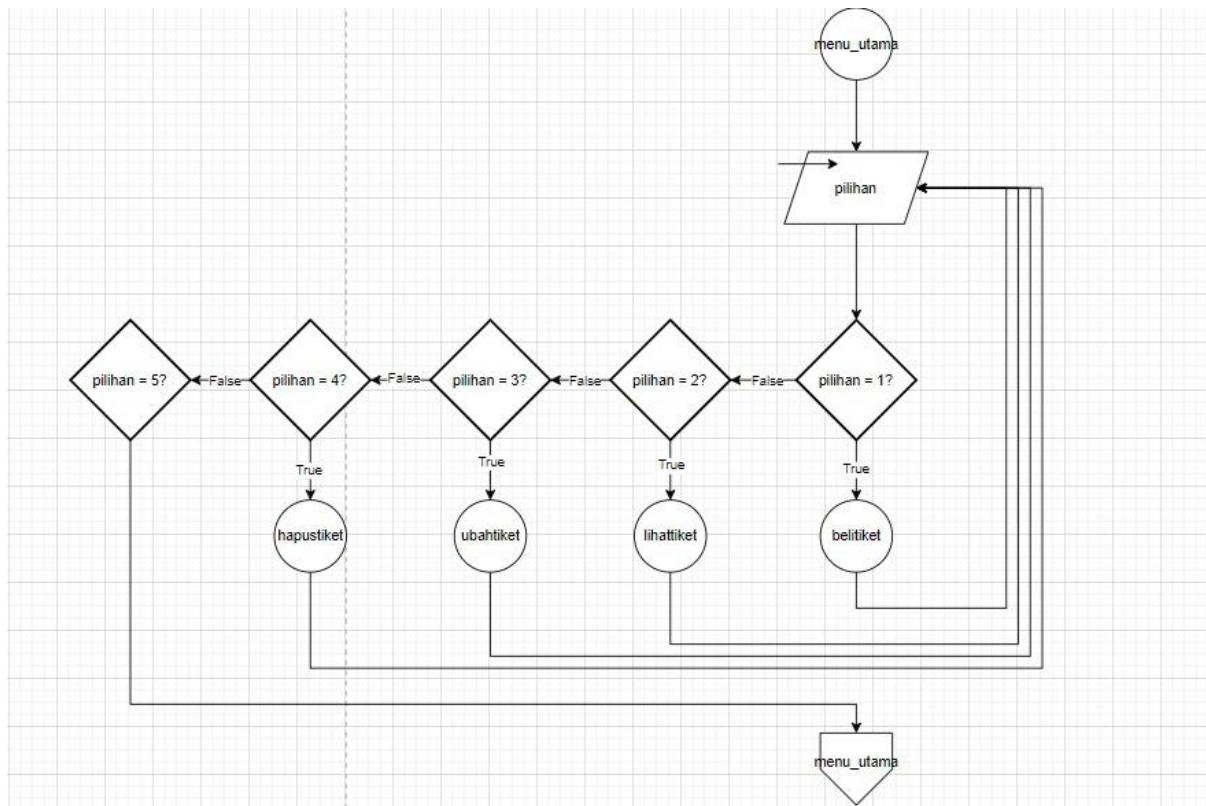 menu_utama
pilihan
pilihan = 5?
False
pilihan = 4?
False
pilihan = 3?
False
pilihan = 2?
False
pilihan = 1?
True
True
True
True
hapustiket
ubahtiket
lihattiket
belitiket
menu_utama